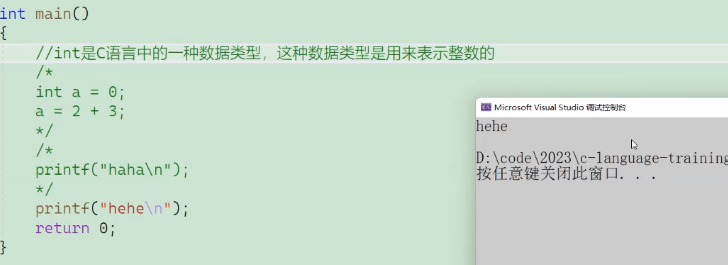 int main()
{
//int是C语言中的一种数据类型，这种数据类型是用来表示整数的
/*
int a = 0;
a = 2 + 3;
*/
/*
printf("haha\n");
*/
printf("hehe\n");
return 0;
}
Microsoft Visual Studio 调试控制台
hehe
D:\code\2023\c-language-training
按任意键关闭此窗口. . .